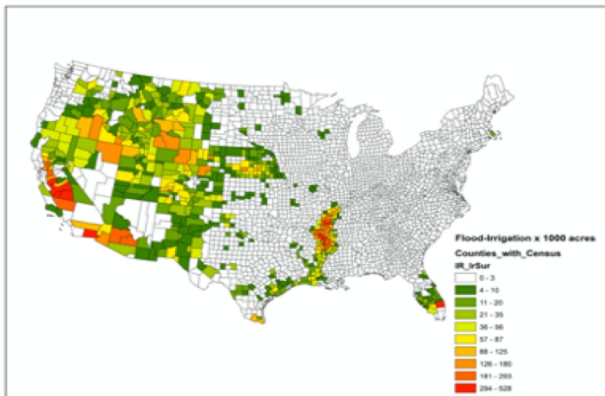 Flood-Irrigation x 1000 acres
Counties_with_Census
IR_IrSur
0 - 3
4 - 10
11 - 20
21 - 35
36 - 56
57 - 87
88 - 125
126 - 180
181 - 293
294 - 528